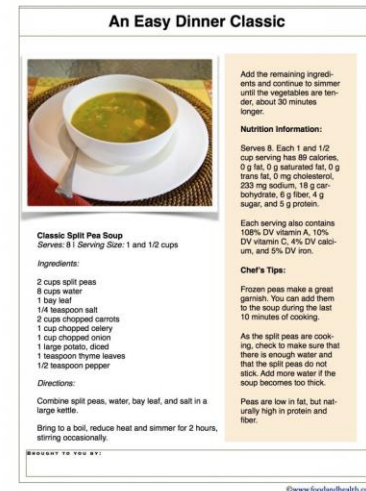 An Easy Dinner Classic
Classic Split Pea Soup
Serves: 8 | Serving Size: 1 and 1/2 cups
Ingredients:
2 cups split peas
8 cups water
1 bay leaf
1/4 teaspoon salt
2 cups chopped carrots
1 cup chopped celery
1 cup chopped onion
1 large potato, diced
1 teaspoon thyme leaves
1/2 teaspoon pepper
Directions:
Combine split peas, water, bay leaf, and salt in a
large kettle.
Bring to a boil, reduce heat and simmer for 2 hours,
stirring occasionally.
Add the remaining ingredi-
ents and continue to simmer
until the vegetables are ten-
der, about 30 minutes
longer.
Nutrition Information:
Serves 8. Each 1 and 1/2
cup serving has 89 calories,
0 g fat, 0 g saturated fat, 0 g
trans fat, 0 mg cholesterol,
233 mg sodium, 18 g car-
bohydrate, 6 g fiber, 4 g
sugar, and 5 g protein.
Each serving also contains
108% DV vitamin A, 10%
DV vitamin C, 4% DV calci-
um, and 5% DV iron.
Chef's Tips:
Frozen peas make a great
garnish. You can add them
to the soup during the last
10 minutes of cooking.
As the split peas are cook-
ing, check to make sure that
there is enough water and
that the split peas do not
stick. Add more water if the
soup becomes too thick.
Peas are low in fat, but nat-
urally high in protein and
fiber.
BROUGHT TO YOU BY:
©www.foodandhealth.co